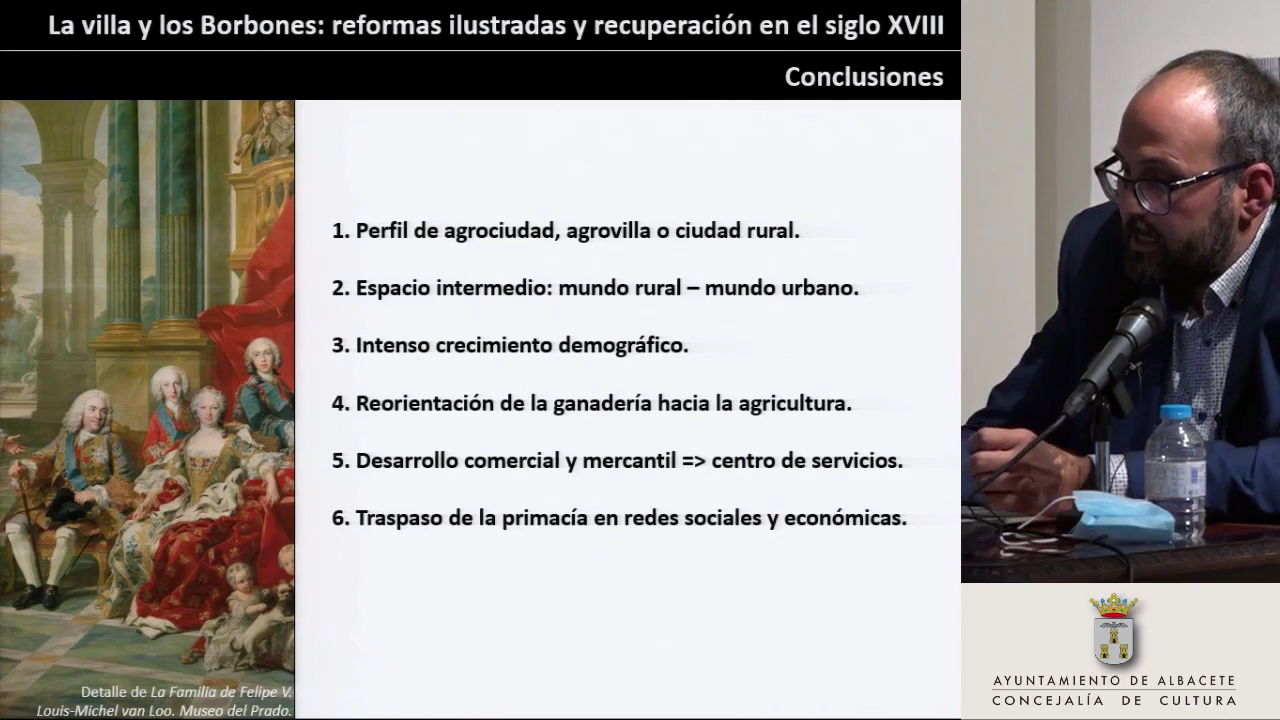 La villa y los Borbones: reformas ilustradas y recuperación en el siglo XVIII
Conclusiones
1. Perfil de agrociudad, agrovilla o ciudad rural.
2. Espacio intermedio: mundo rural – mundo urbano.
3. Intenso crecimiento demográfico.
4. Reorientación de la ganadería hacia la agricultura.
5. Desarrollo comercial y mercantil => centro de servicios.
6. Traspaso de la primacía en redes sociales y económicas.
Detalle de La Familia de Felipe V.
Louis-Michel van Loo. Museo del Prado.
AYUNTAMIENTO DE ALBACETE
CONCEJALÍA DE CULTURA